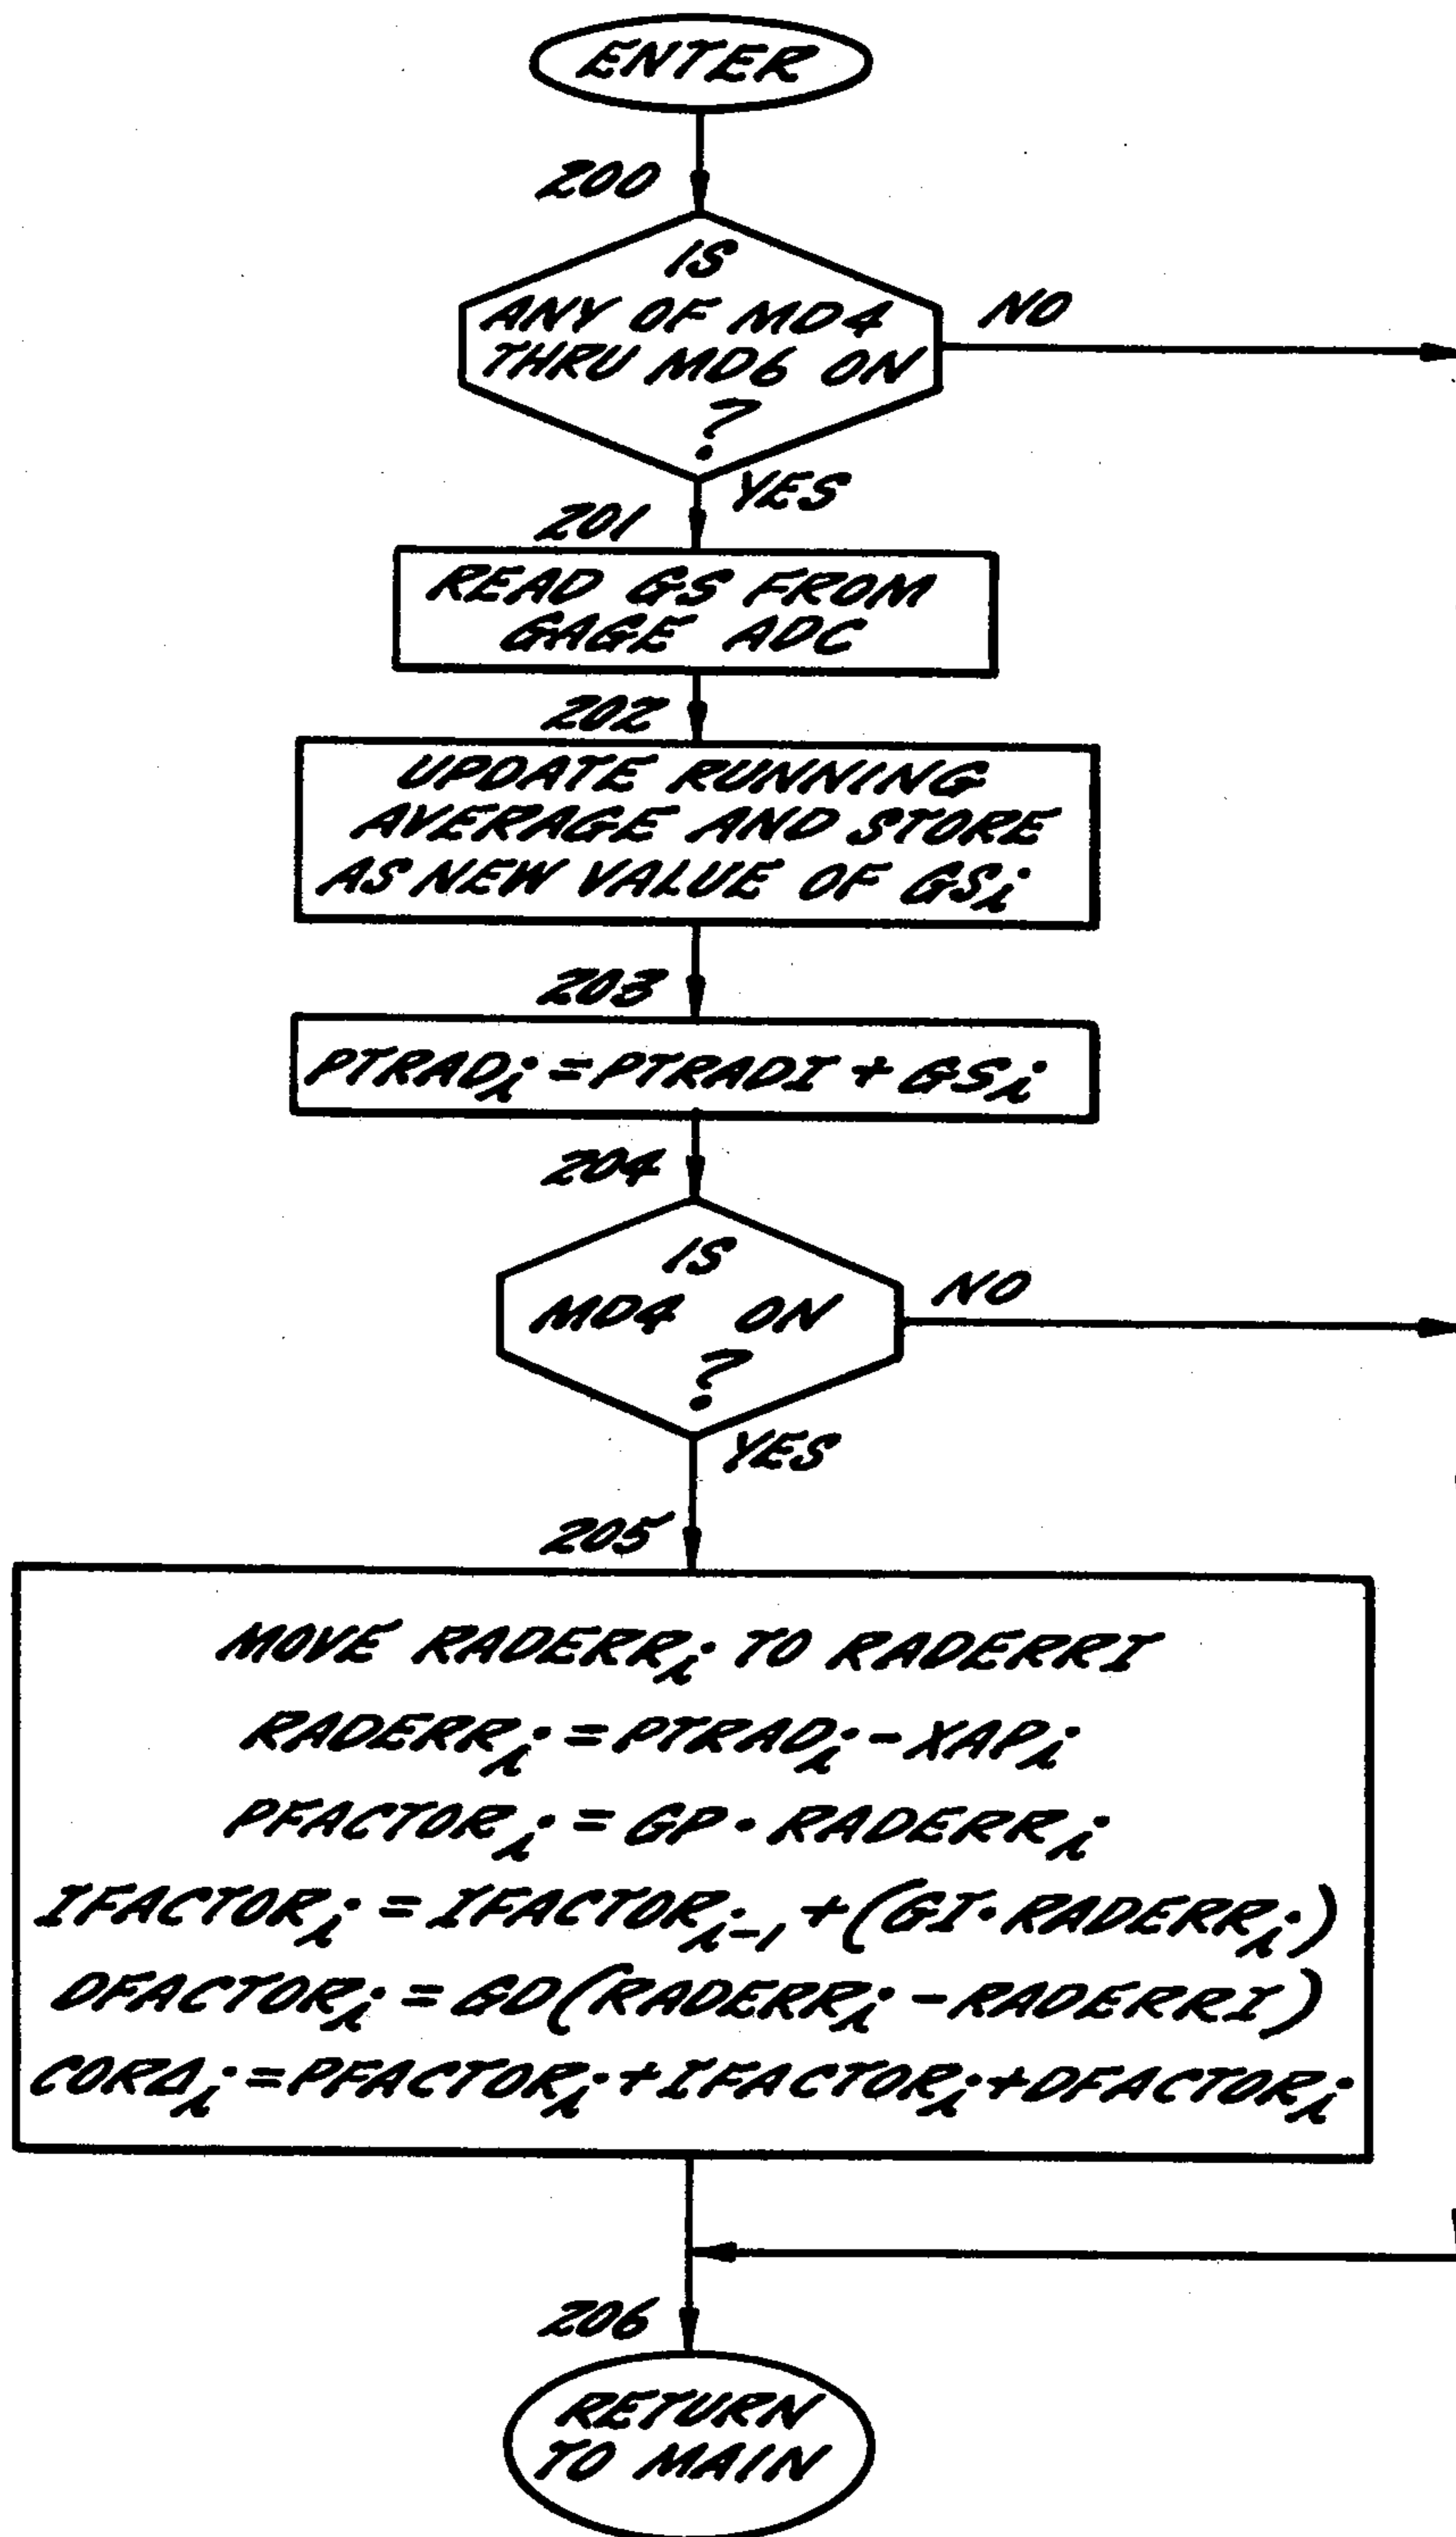 ENTER
200
IS
ANY OF MD4
THRU MD6 ON
?
NO
YES
201
READ GS FROM
GAGE ADC
202
UPDATE RUNNING
AVERAGE AND STORE
AS NEW VALUE OF GSi
203
PTRADi = PTRADI + GSi
204
IS
MD4 ON
?
NO
YES
205
MOVE RADERRi TO RADERRI
RADERRi = PTRADi - XAPi
PFACTORi = GP · RADERRi
IFACTORi = IFACTORi-1 + (GI · RADERRi)
DFACTORi = GD(RADERRi - RADERRI)
CORΔi = PFACTORi + IFACTORi + DFACTORi
206
RETURN
TO MAIN